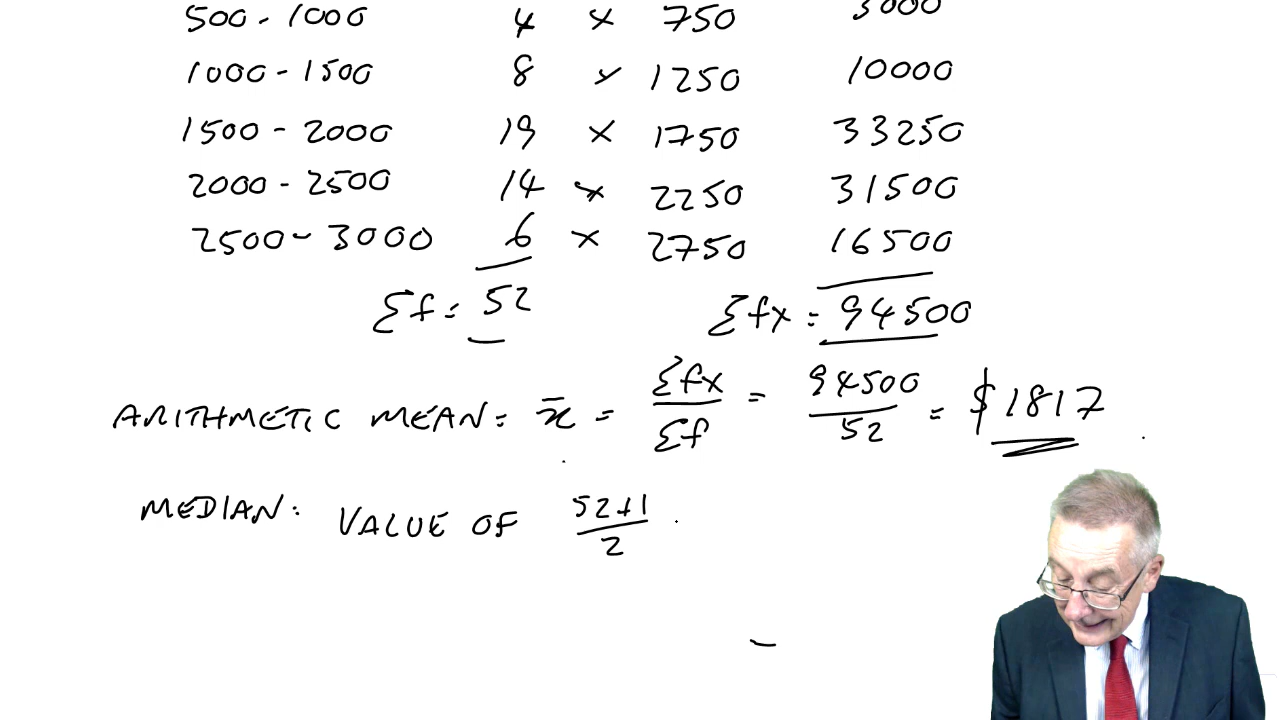 500 - 1000 4 × 750 3000
1000 - 1500 8 × 1250 10000
1500 - 2000 19 × 1750 33250
2000 - 2500 14 × 2250 31500
2500 - 3000 6 × 2750 16500
Σf = 52 Σfx = 94500
ARITHMETIC MEAN = x̄ = Σfx / Σf = 94500 / 52 = $1817
MEDIAN: VALUE OF 52+1 / 2